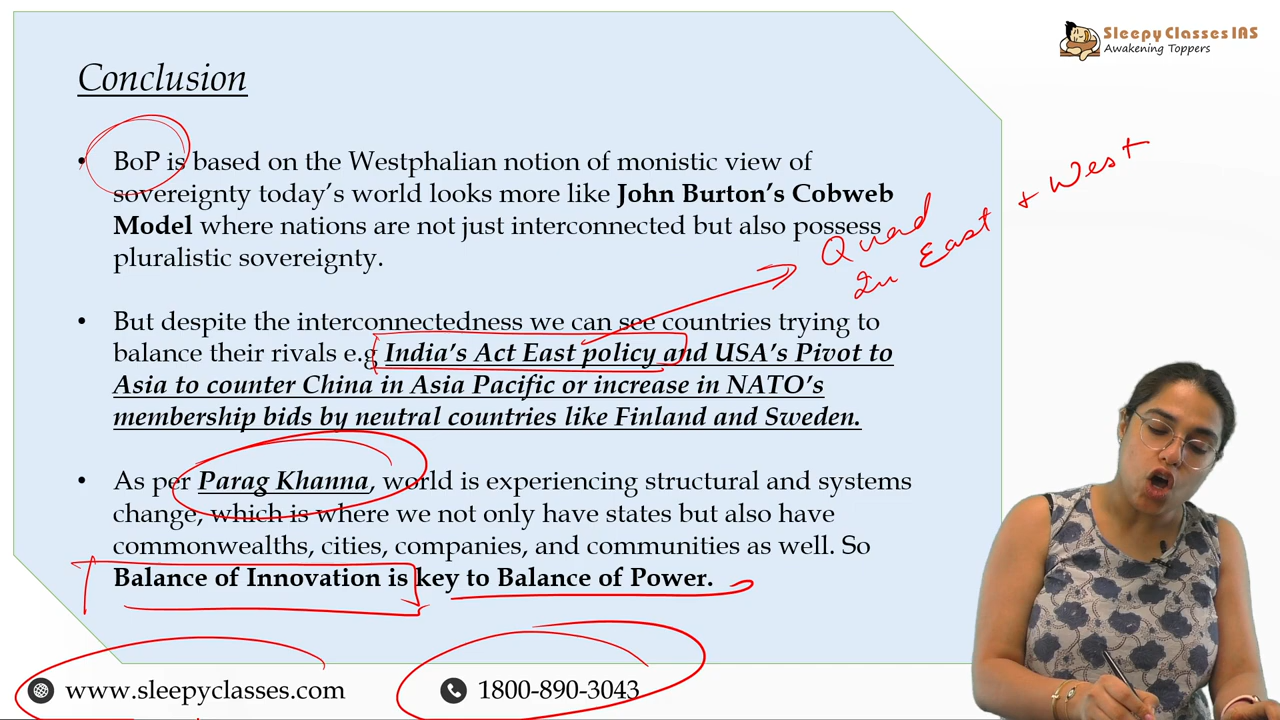 Sleepy Classes IAS
Awakening Toppers
Conclusion
• BoP is based on the Westphalian notion of monistic view of
sovereignty today's world looks more like John Burton's Cobweb
Model where nations are not just interconnected but also possess
pluralistic sovereignty.
Quad
In East + West
• But despite the interconnectedness we can see countries trying to
balance their rivals e.g India's Act East policy and USA's Pivot to
Asia to counter China in Asia Pacific or increase in NATO's
membership bids by neutral countries like Finland and Sweden.
• As per Parag Khanna, world is experiencing structural and systems
change, which is where we not only have states but also have
commonwealths, cities, companies, and communities as well. So
Balance of Innovation is key to Balance of Power.
www.sleepyclasses.com
1800-890-3043